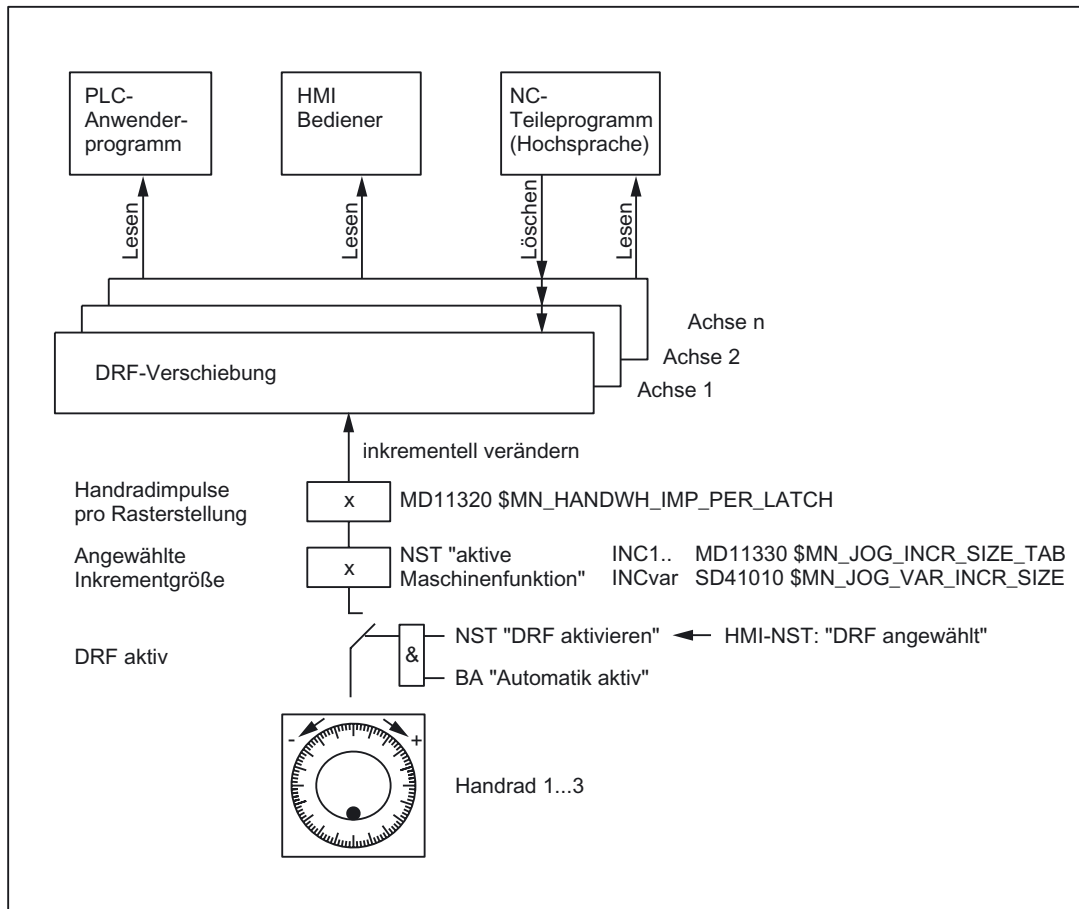 PLC-
Anwender-
programm
HMI
Bediener
NC-
Teileprogramm
(Hochsprache)
Lesen
Lesen
Löschen
Lesen
Achse n
Achse 2
Achse 1
DRF-Verschiebung
inkrementell verändern
Handradimpulse
pro Rasterstellung
x
MD11320 $MN_HANDWH_IMP_PER_LATCH
Angewählte
Inkrementgröße
x
NST "aktive
Maschinenfunktion"
INC1.. MD11330 $MN_JOG_INCR_SIZE_TAB
INCvar SD41010 $MN_JOG_VAR_INCR_SIZE
DRF aktiv
&
NST "DRF aktivieren"
HMI-NST: "DRF angewählt"
BA "Automatik aktiv"
- +
Handrad 1...3